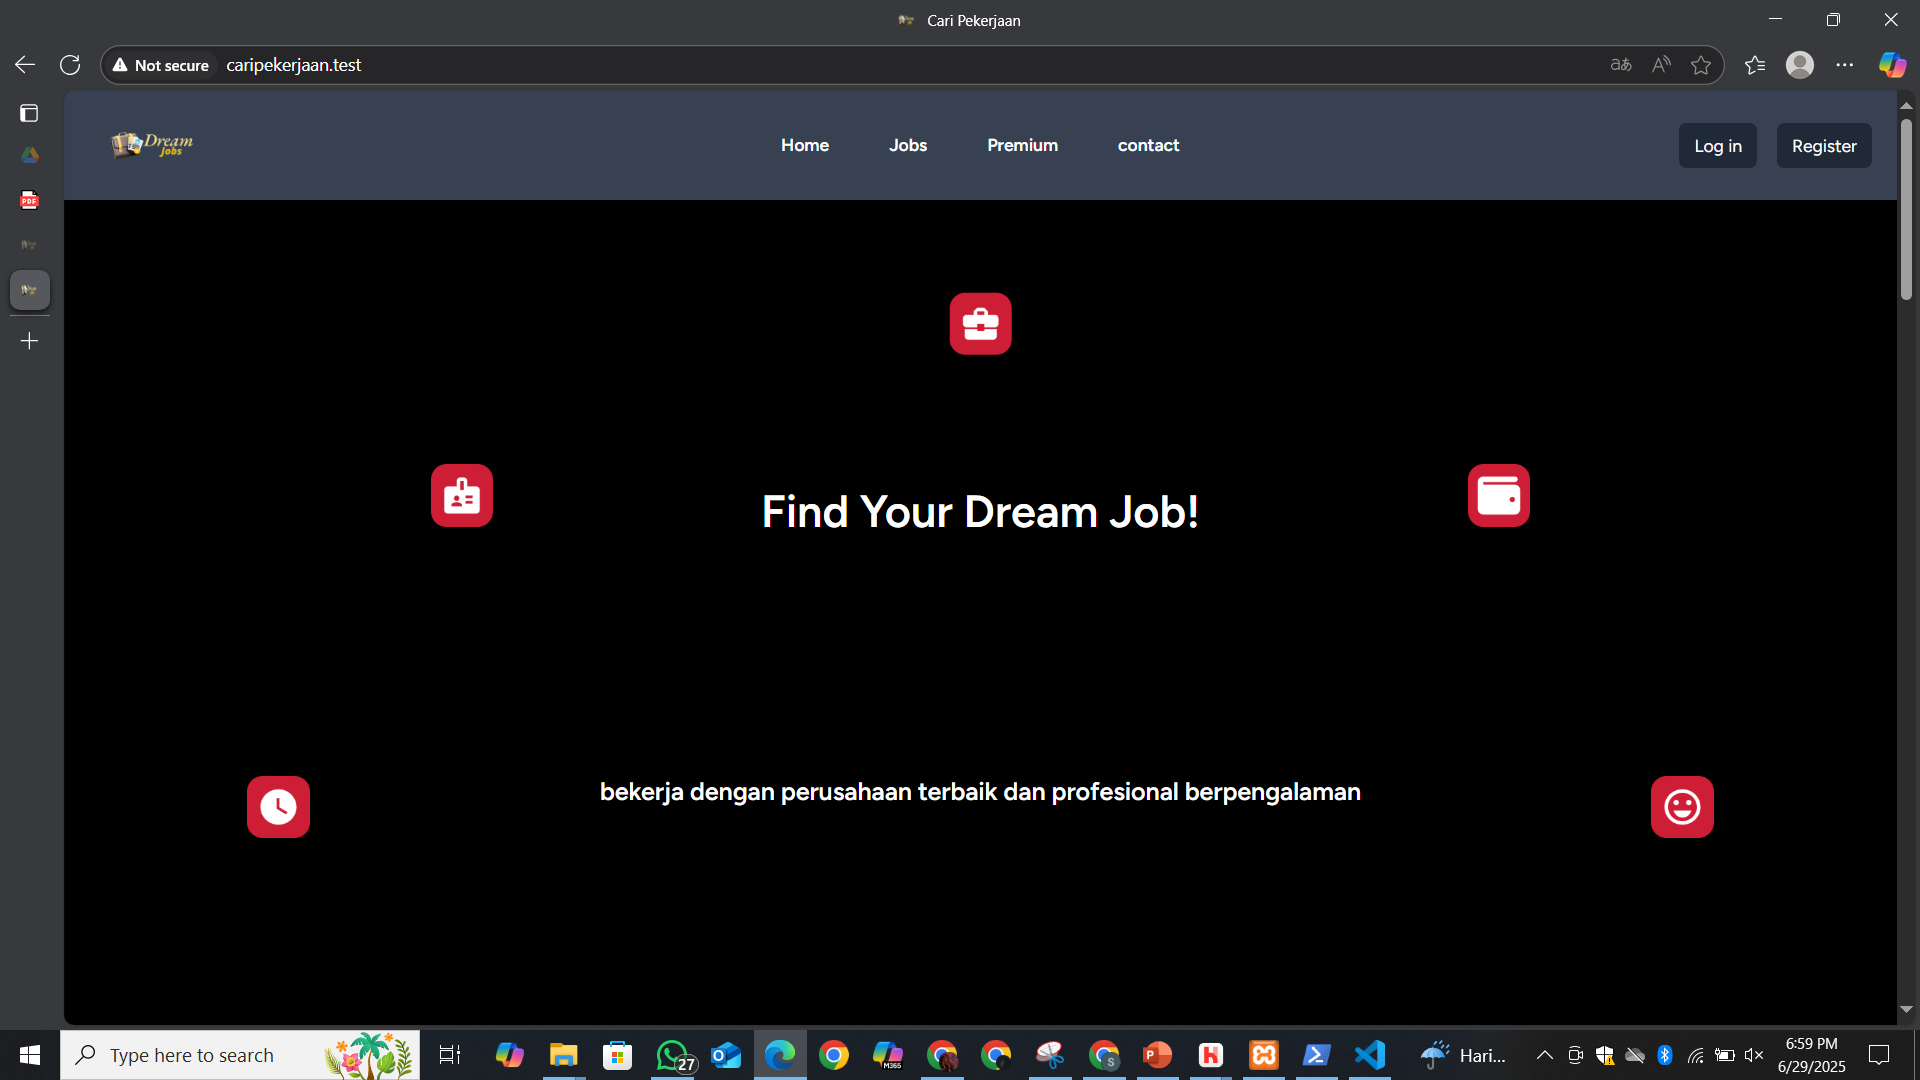 Cari Pekerjaan
Not secure
caripekerjaan.test
Dream
Jobs
Home
Jobs
Premium
contact
Log in
Register
PDF
Find Your Dream Job!
bekerja dengan perusahaan terbaik dan profesional berpengalaman
Type here to search
27
M365
S
Hari...
6:59 PM
6/29/2025